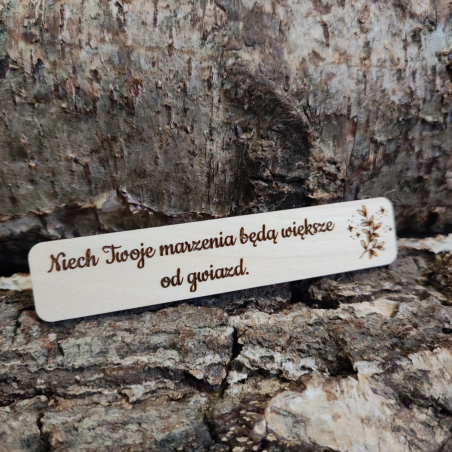 Niech Twoje marzenia będą większe
od gwiazd.